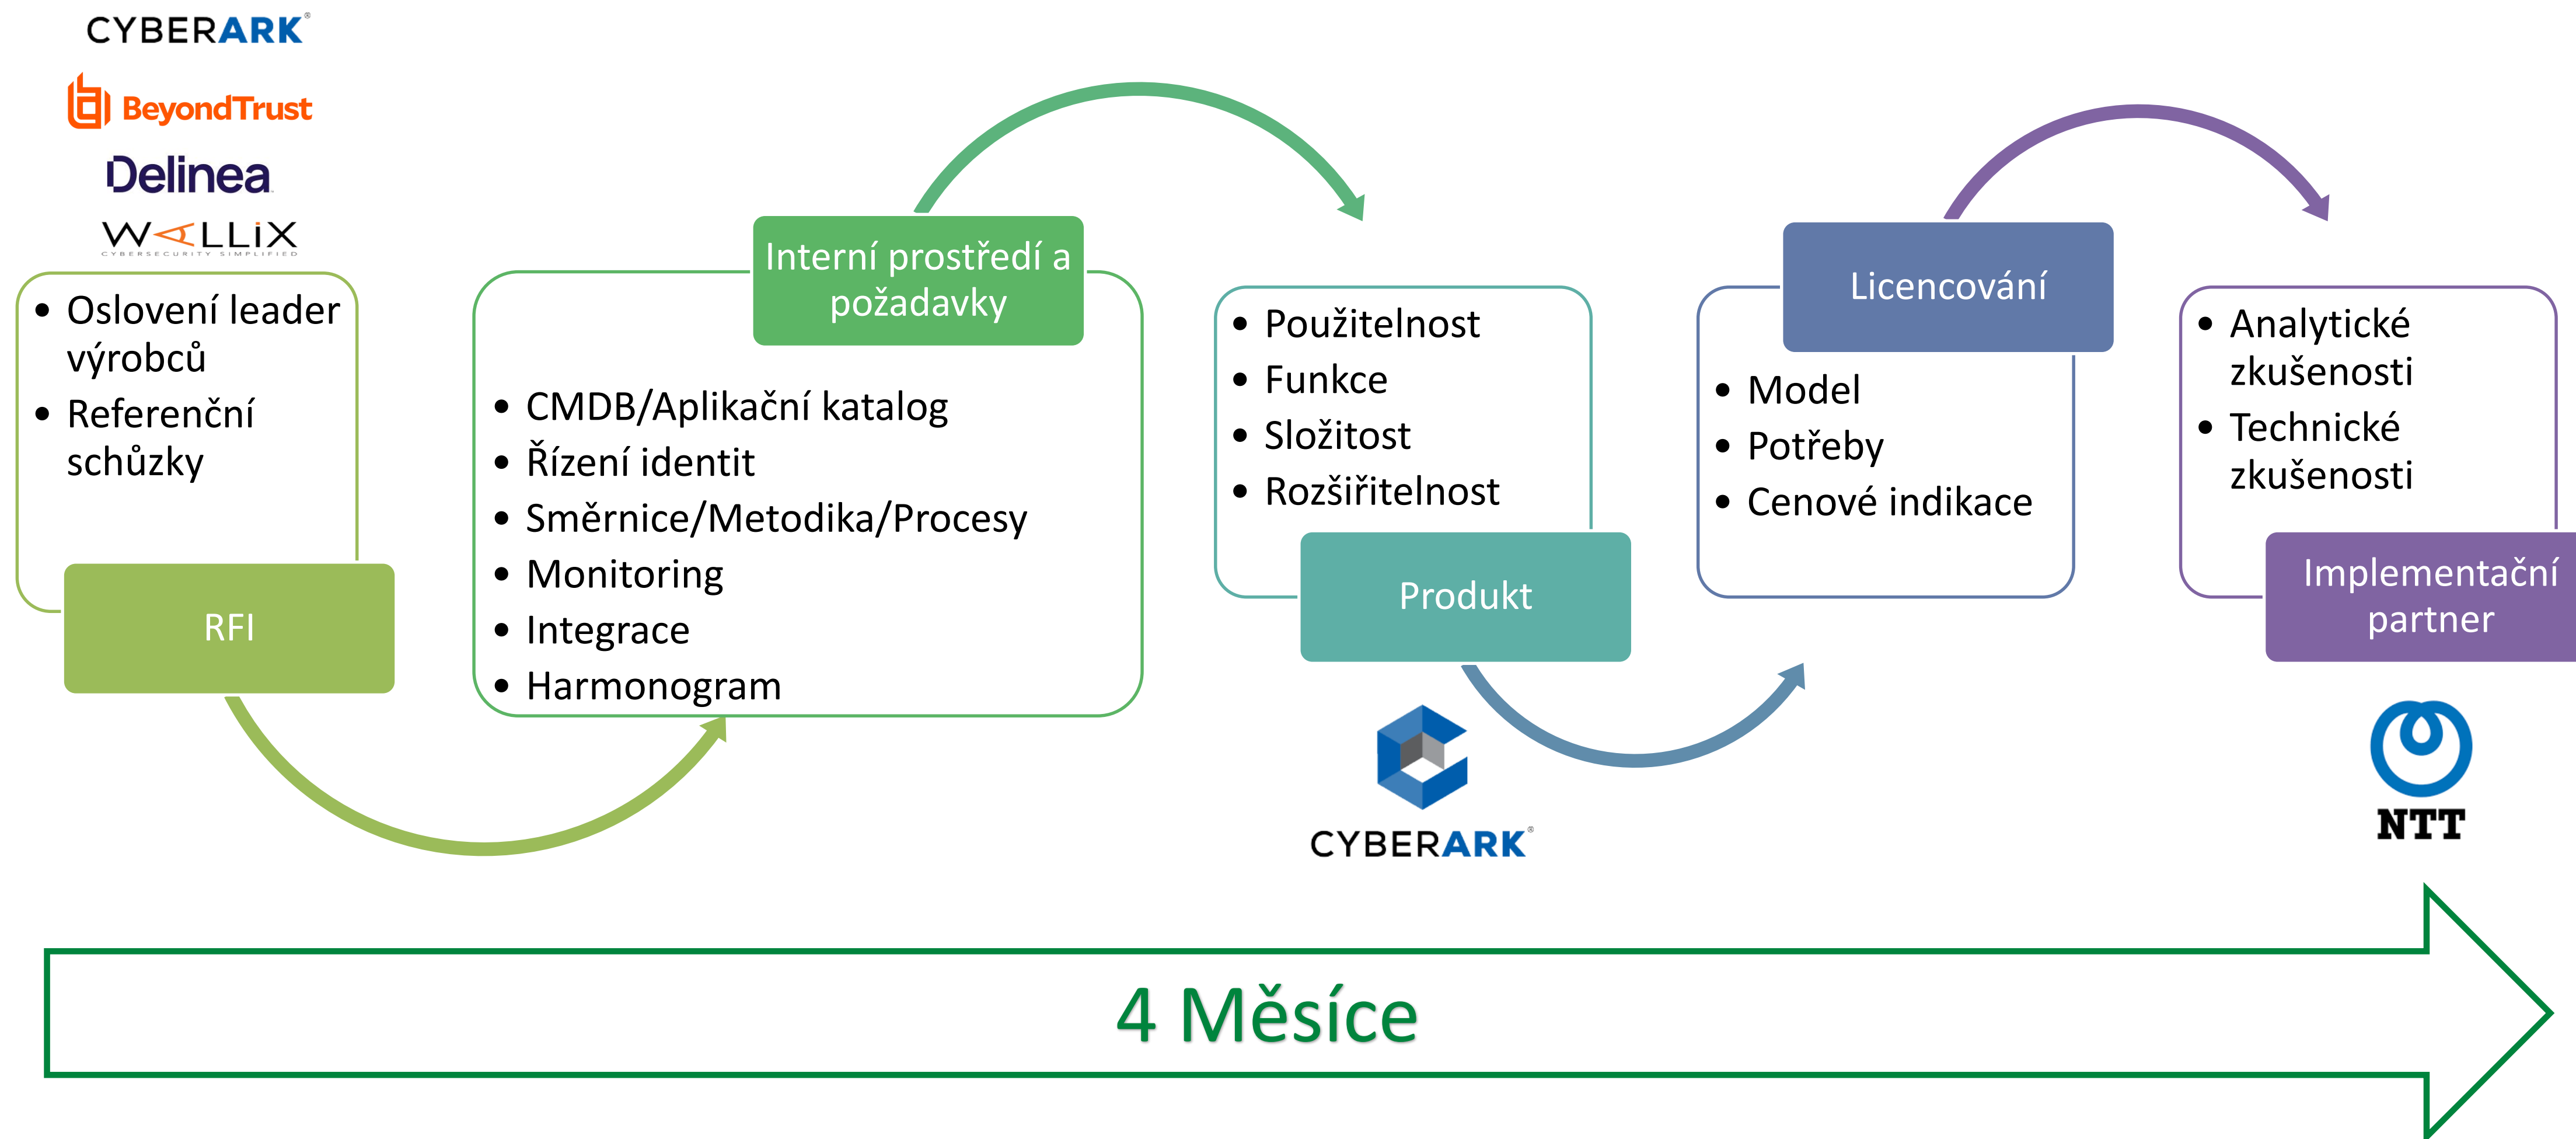 CYBERARK®
BeyondTrust
Delinea
WALLiX
CYBERSECURITY SIMPLIFIED
• Oslovení leader
výrobců
• Referenční
schůzky
RFI
Interní prostředí a
požadavky
• CMDB/Aplikační katalog
• Řízení identit
• Směrnice/Metodika/Procesy
• Monitoring
• Integrace
• Harmonogram
• Použitelnost
• Funkce
• Složitost
• Rozšiřitelnost
Produkt
CYBERARK®
Licencování
• Model
• Potřeby
• Cenové indikace
• Analytické
zkušenosti
• Technické
zkušenosti
Implementační
partner
NTT
4 Měsíce